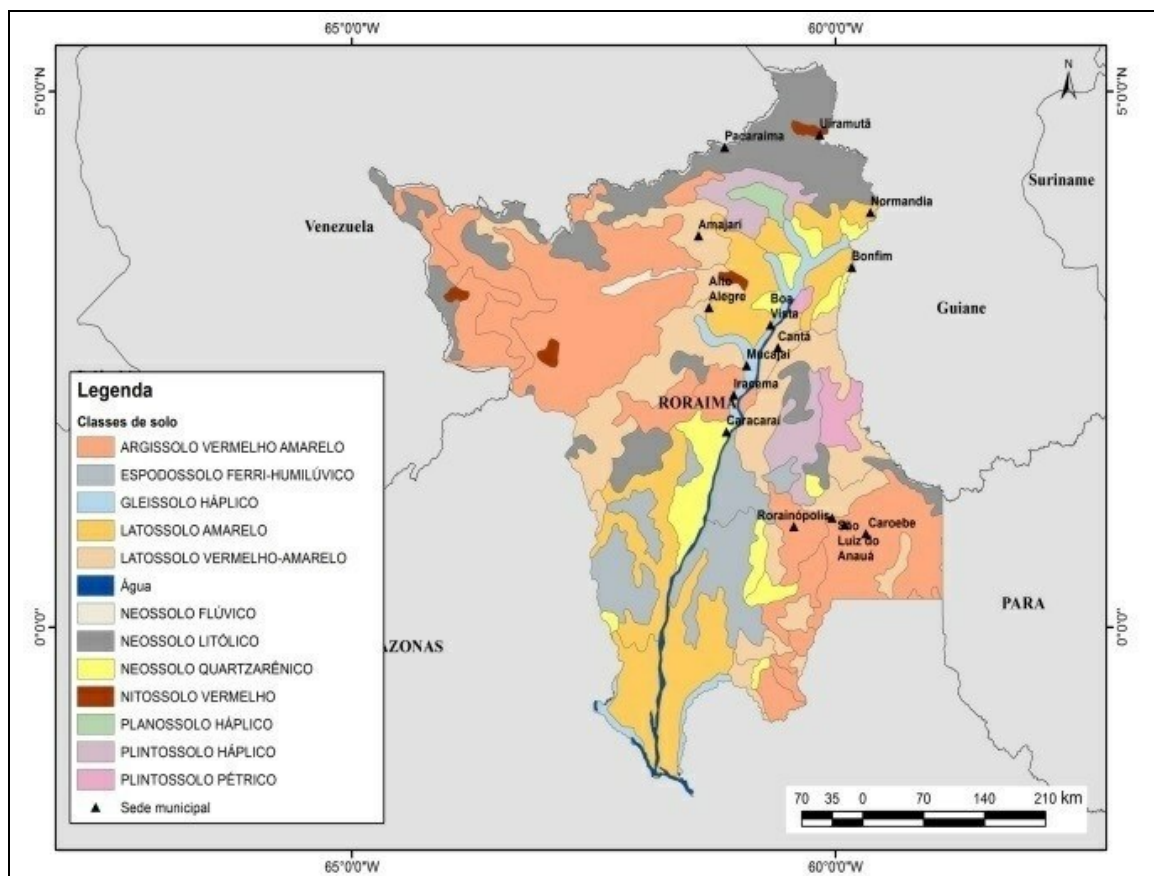 65°0'0"W
60°0'0"W
5°0'0"N
5°0'0"N
N
Uiramutã
Pacaraima
Suriname
Normandia
Venezuela
Amajari
Bonfim
Alto
Alegre
Boa
Vista
Guiane
Cantá
Mucajaí
Iracema
RORAIMA
Caracaraí
Legenda
Classes de solo
ARGISSOLO VERMELHO AMARELO
ESPODOSSOLO FERRI-HUMILÚVICO
GLEISSOLO HÁPLICO
LATOSSOLO AMARELO
LATOSSOLO VERMELHO-AMARELO
Água
NEOSSOLO FLÚVICO
NEOSSOLO LITÓLICO
NEOSSOLO QUARTZARÊNICO
NITOSSOLO VERMELHO
PLANOSSOLO HÁPLICO
PLINTOSSOLO HÁPLICO
PLINTOSSOLO PÉTRICO
Sede municipal
Rorainópolis
São
Luiz do
Anauá
Caroebe
PARA
AZONAS
0°0'0"
0°0'0"
70 35 0 70 140 210 km
65°0'0"W
60°0'0"W